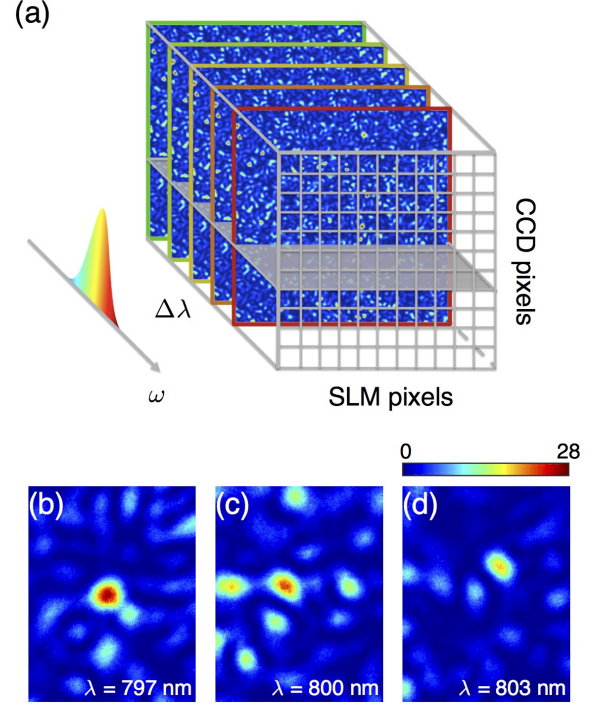 (a)
CCD pixels
Δλ
ω
SLM pixels
0 28
(b) (c) (d)
λ = 797 nm λ = 800 nm λ = 803 nm